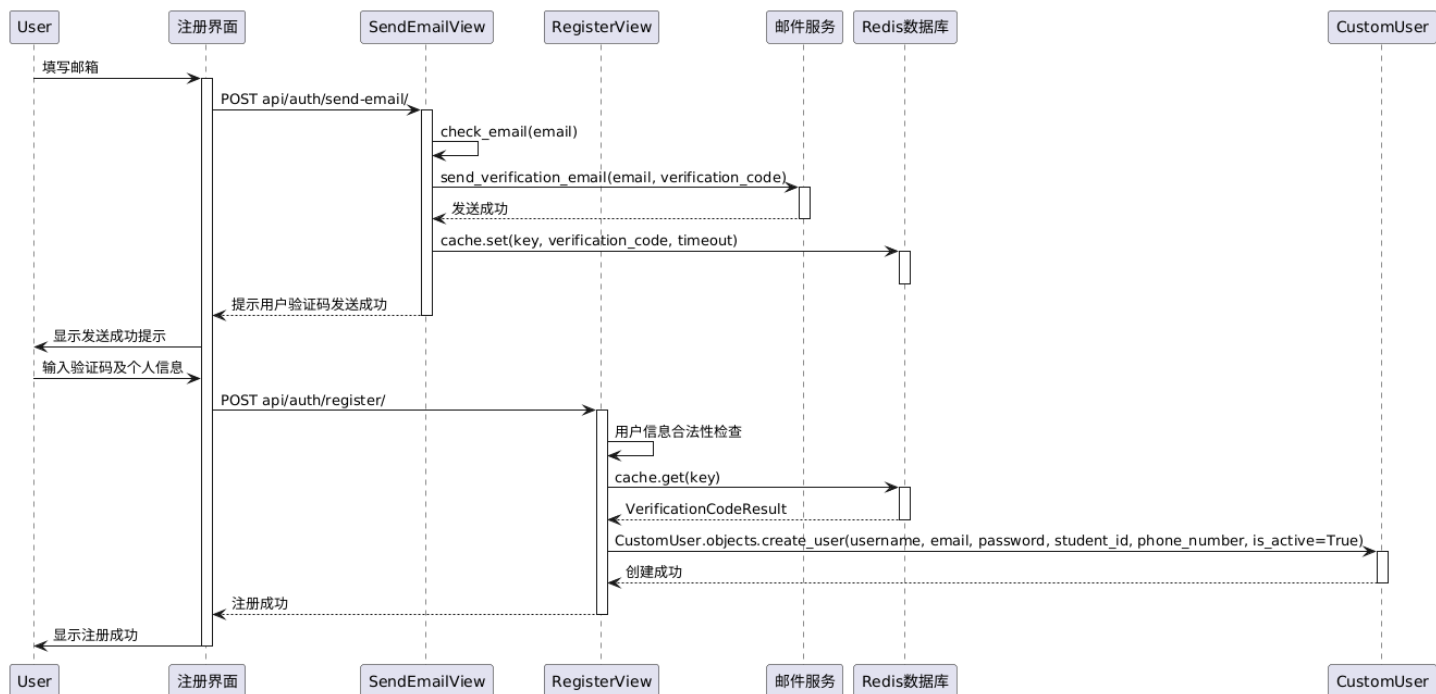 User
注册界面
SendEmailView
RegisterView
邮件服务
Redis数据库
CustomUser
填写邮箱
POST api/auth/send-email/
check_email(email)
send_verification_email(email, verification_code)
发送成功
cache.set(key, verification_code, timeout)
提示用户验证码发送成功
显示发送成功提示
输入验证码及个人信息
POST api/auth/register/
用户信息合法性检查
cache.get(key)
VerificationCodeResult
CustomUser.objects.create_user(username, email, password, student_id, phone_number, is_active=True)
创建成功
注册成功
显示注册成功
User
注册界面
SendEmailView
RegisterView
邮件服务
Redis数据库
CustomUser